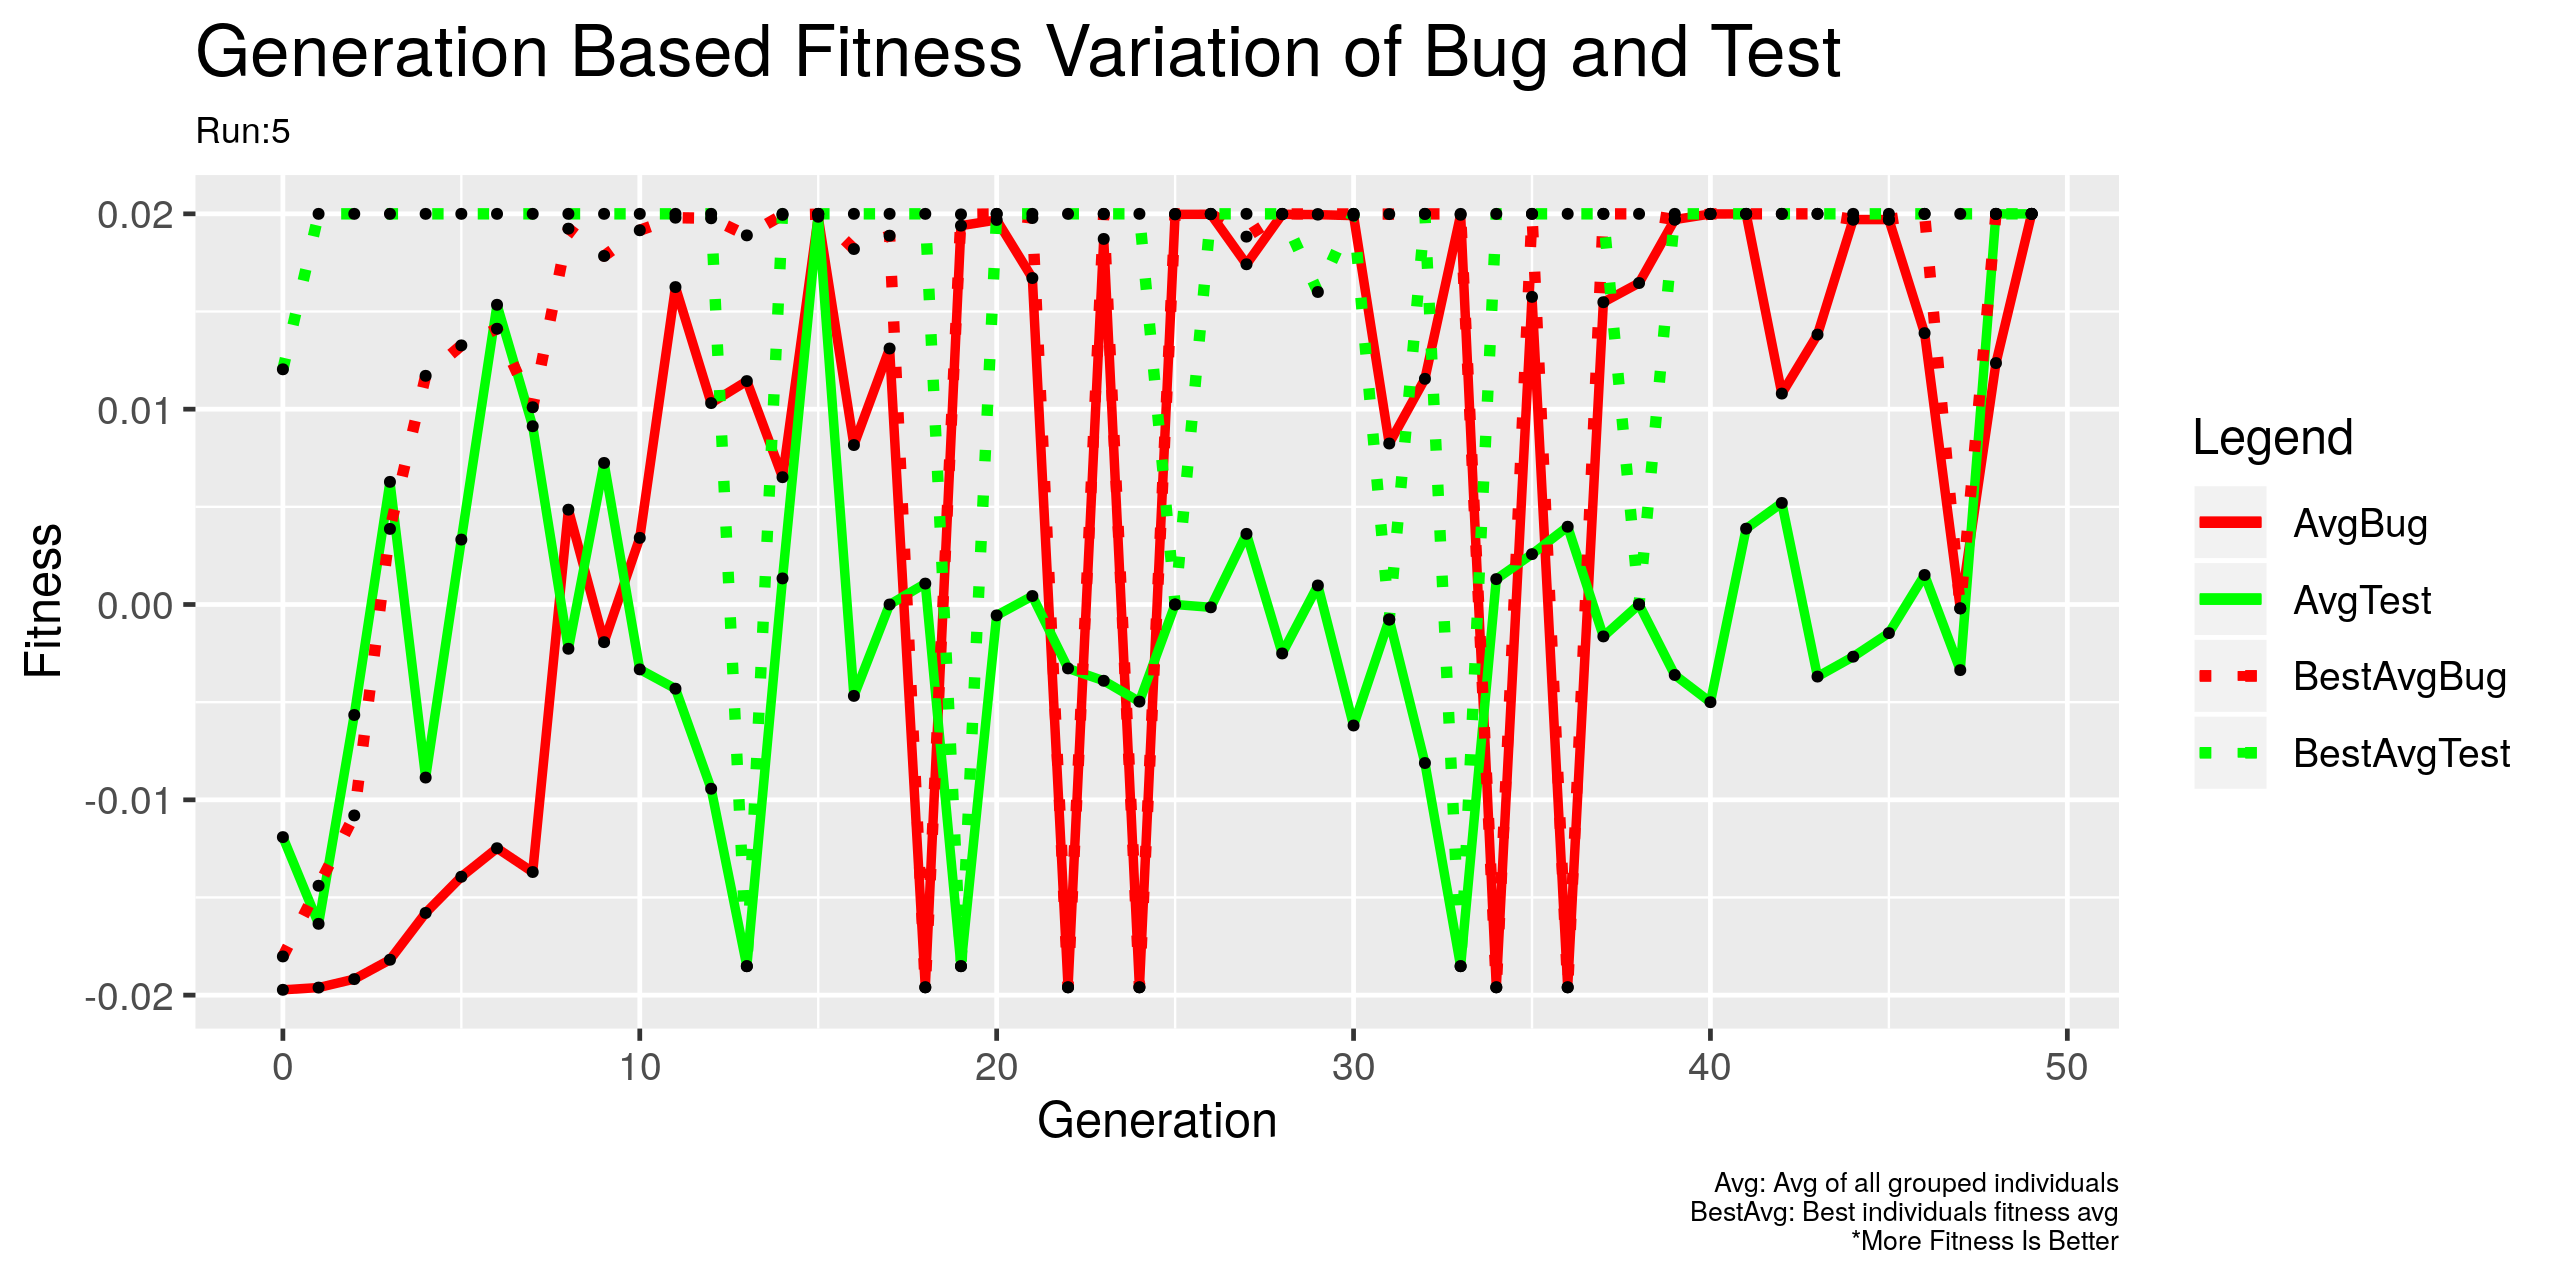 Generation Based Fitness Variation of Bug and Test
Run:5
Fitness
0.02
0.01
0.00
-0.01
-0.02
0 10 20 30 40 50
Generation
Legend
AvgBug
AvgTest
BestAvgBug
BestAvgTest
Avg: Avg of all grouped individuals
BestAvg: Best individuals fitness avg
*More Fitness Is Better